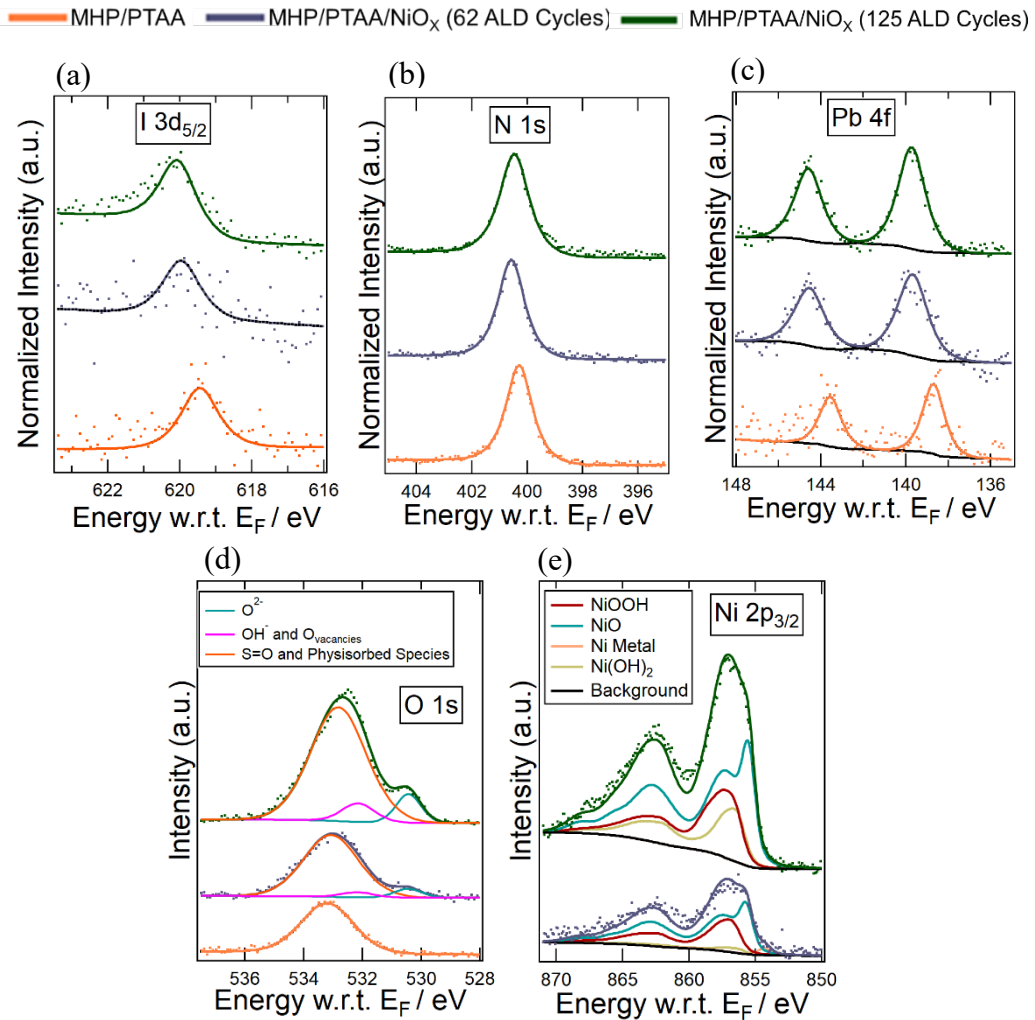 MHP/PTAA MHP/PTAA/NiOX (62 ALD Cycles) MHP/PTAA/NiOX (125 ALD Cycles)
(a) (b) (c)
I 3d5/2
N 1s
Pb 4f
Normalized Intensity (a.u.)
Normalized Intensity (a.u.)
Normalized Intensity (a.u.)
622 620 618 616
404 402 400 398 396
148 144 140 136
Energy w.r.t. EF / eV
Energy w.r.t. EF / eV
Energy w.r.t. EF / eV
(d) (e)
O2-
OH- and Ovacancies
S=O and Physisorbed Species
O 1s
Intensity (a.u.)
536 534 532 530 528
Energy w.r.t. EF / eV
NiOOH
NiO
Ni Metal
Ni(OH)2
Background
Ni 2p3/2
Intensity (a.u.)
870 865 860 855 850
Energy w.r.t. EF / eV